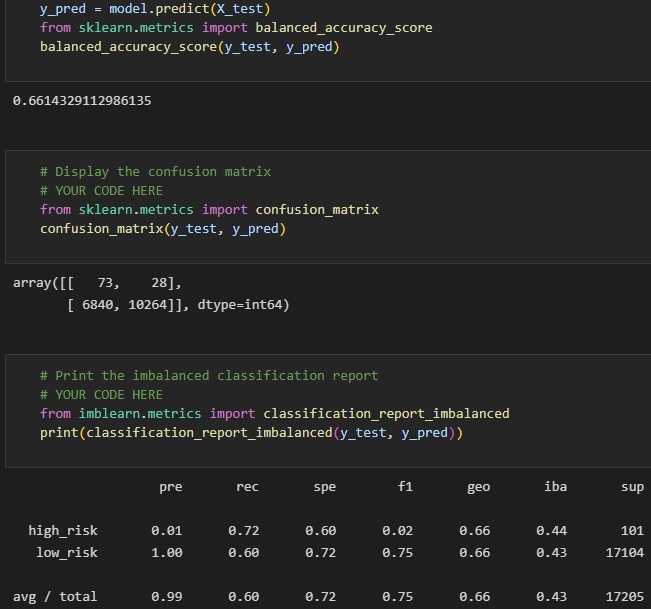 y_pred = model.predict(X_test)
from sklearn.metrics import balanced_accuracy_score
balanced_accuracy_score(y_test, y_pred)
0.6614329112986135
# Display the confusion matrix
# YOUR CODE HERE
from sklearn.metrics import confusion_matrix
confusion_matrix(y_test, y_pred)
array([[   73,    28],
       [ 6840, 10264]], dtype=int64)
# Print the imbalanced classification report
# YOUR CODE HERE
from imblearn.metrics import classification_report_imbalanced
print(classification_report_imbalanced(y_test, y_pred))
                   pre       rec       spe        f1       geo       iba       sup
  high_risk       0.01      0.72      0.60      0.02      0.66      0.44       101
   low_risk       1.00      0.60      0.72      0.75      0.66      0.43     17104
avg / total       0.99      0.60      0.72      0.75      0.66      0.43     17205